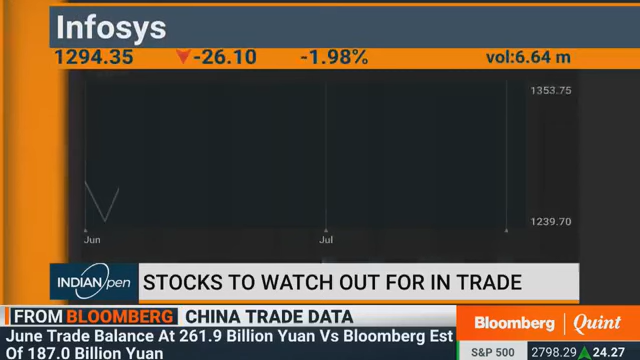 Infosys
1294.35 -26.10 -1.98% vol:6.64 m
1353.75
1239.70
Jun Jul
INDIAN open STOCKS TO WATCH OUT FOR IN TRADE
FROM BLOOMBERG CHINA TRADE DATA
June Trade Balance At 261.9 Billion Yuan Vs Bloomberg Est
Of 187.0 Billion Yuan
Bloomberg | Quint
S&P 500 2798.29 24.27